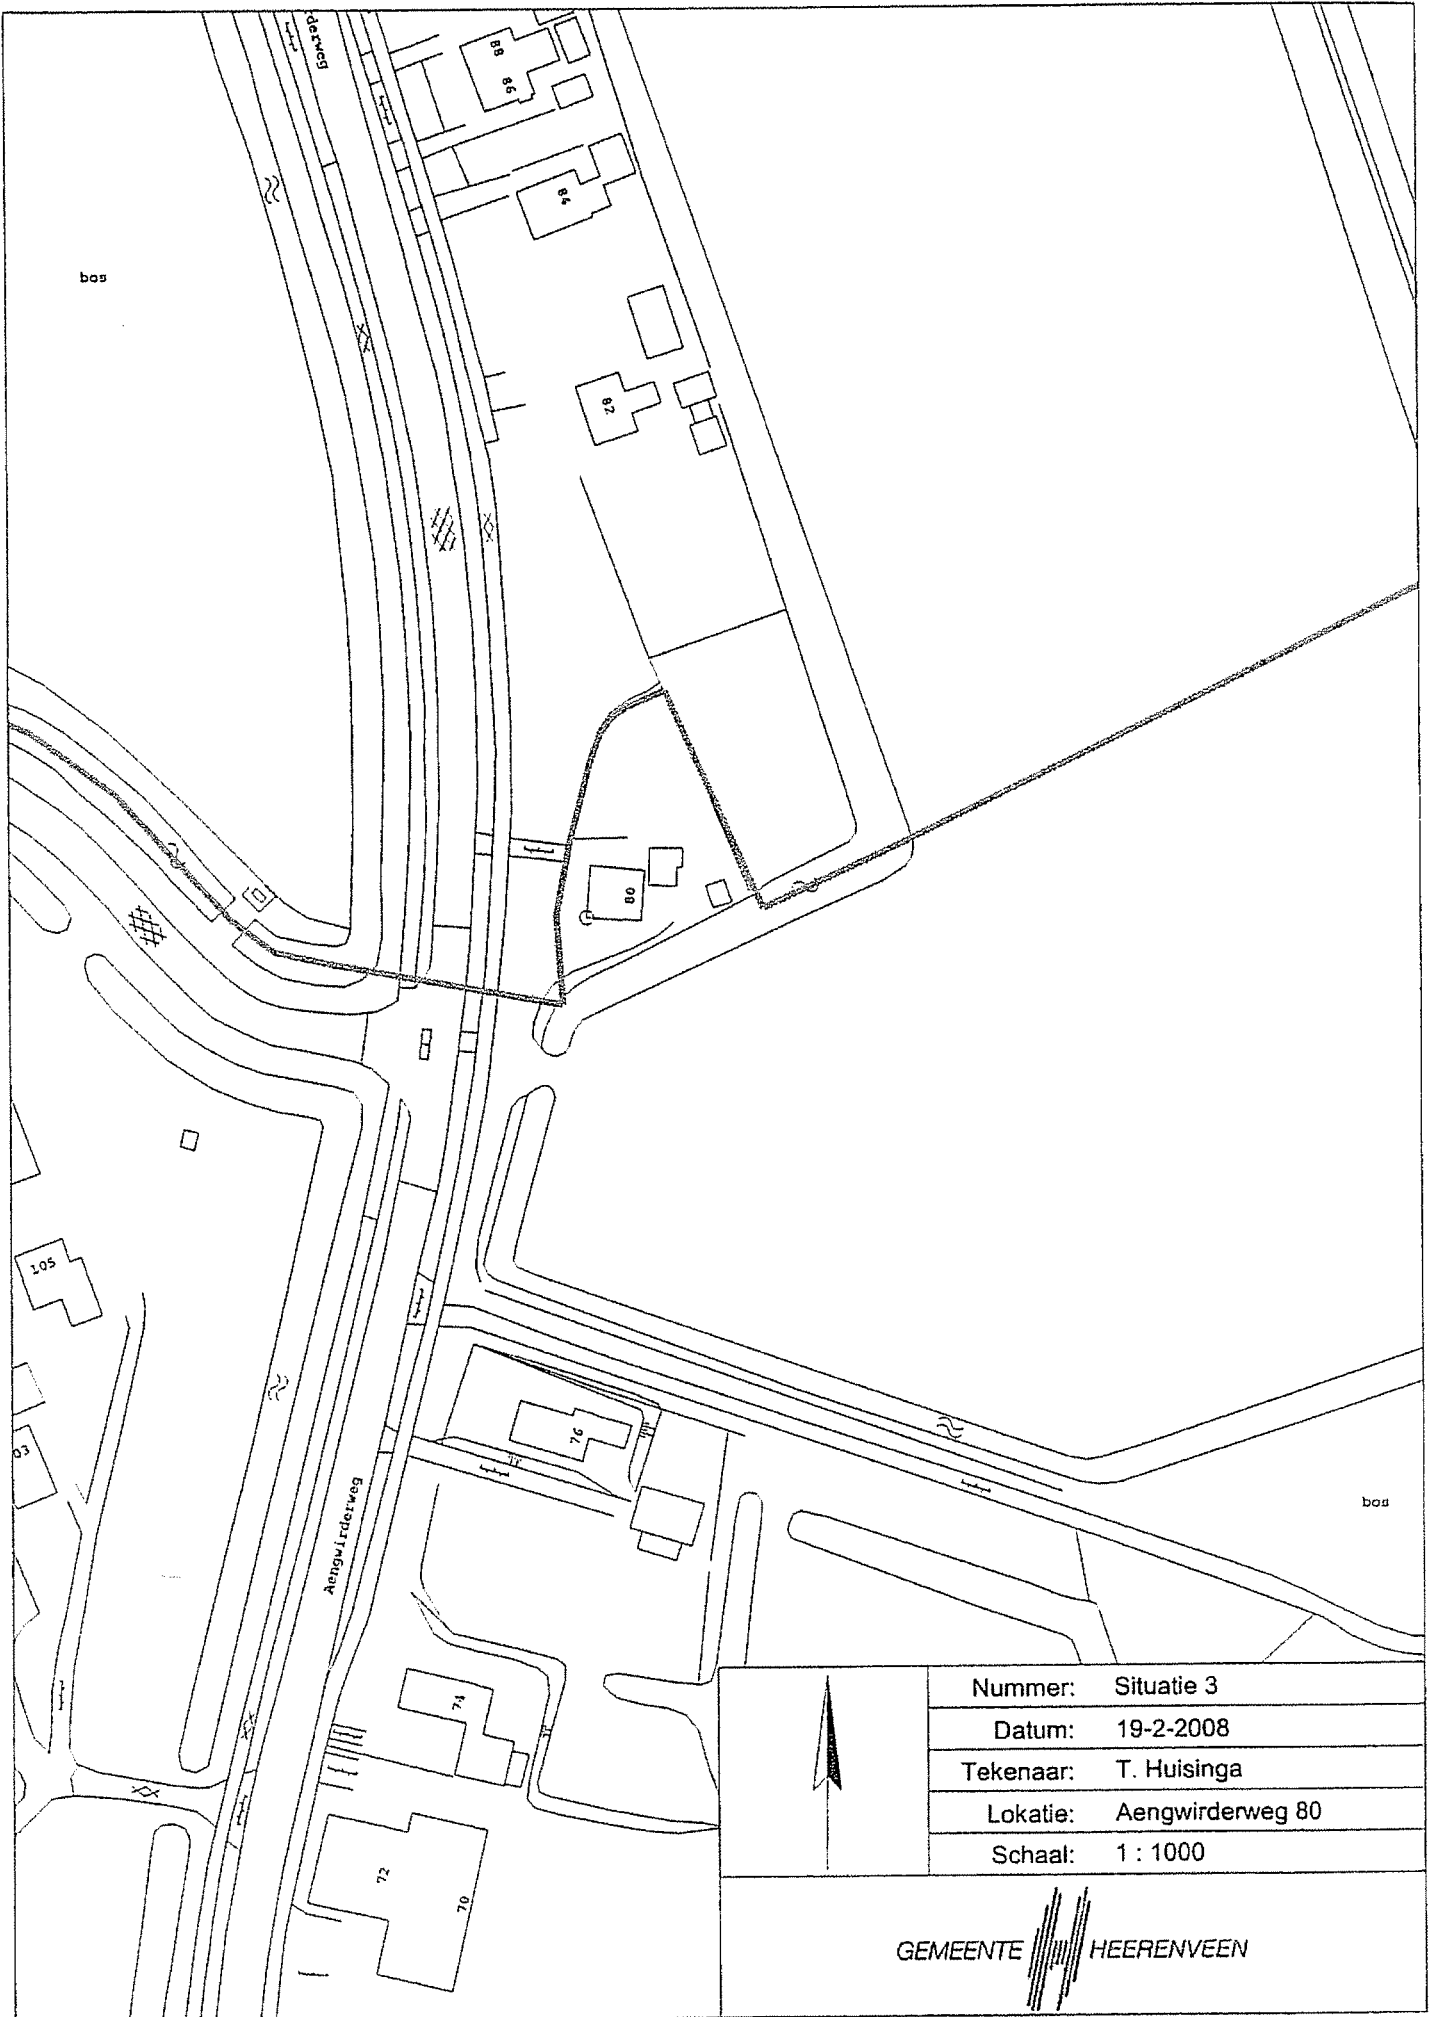 derweg
88
86
84
bos
82
80
105
76
03
bos
Aengwirderweg
74
72
70
Nummer: Situatie 3
Datum: 19-2-2008
Tekenaar: T. Huisinga
Lokatie: Aengwirderweg 80
Schaal: 1 : 1000
GEMEENTE HEERENVEEN